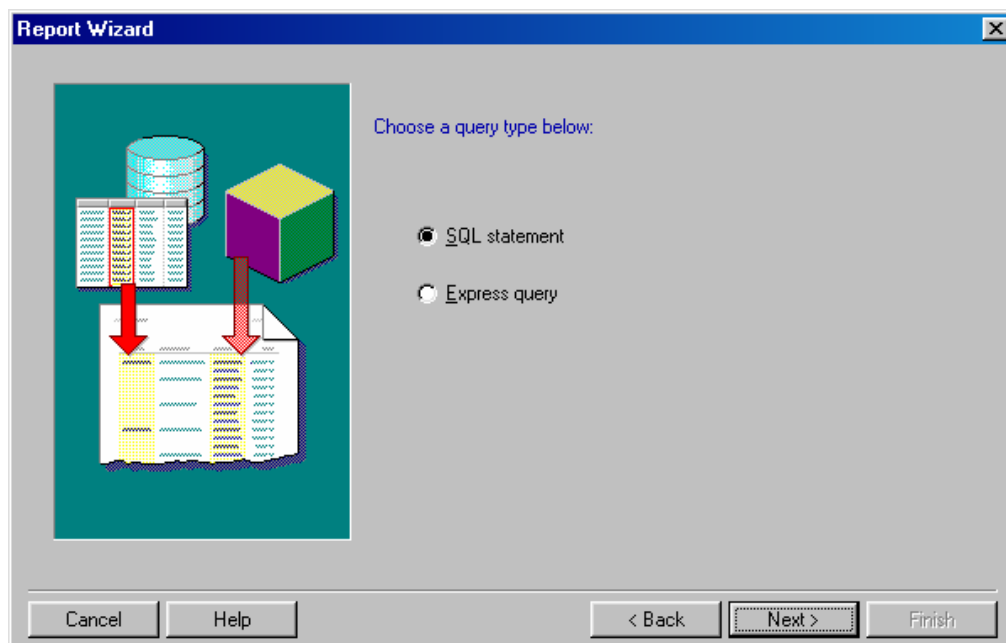 Report Wizard
Choose a query type below:
SQL statement
Express query
Cancel
Help
< Back
Next >
Finish